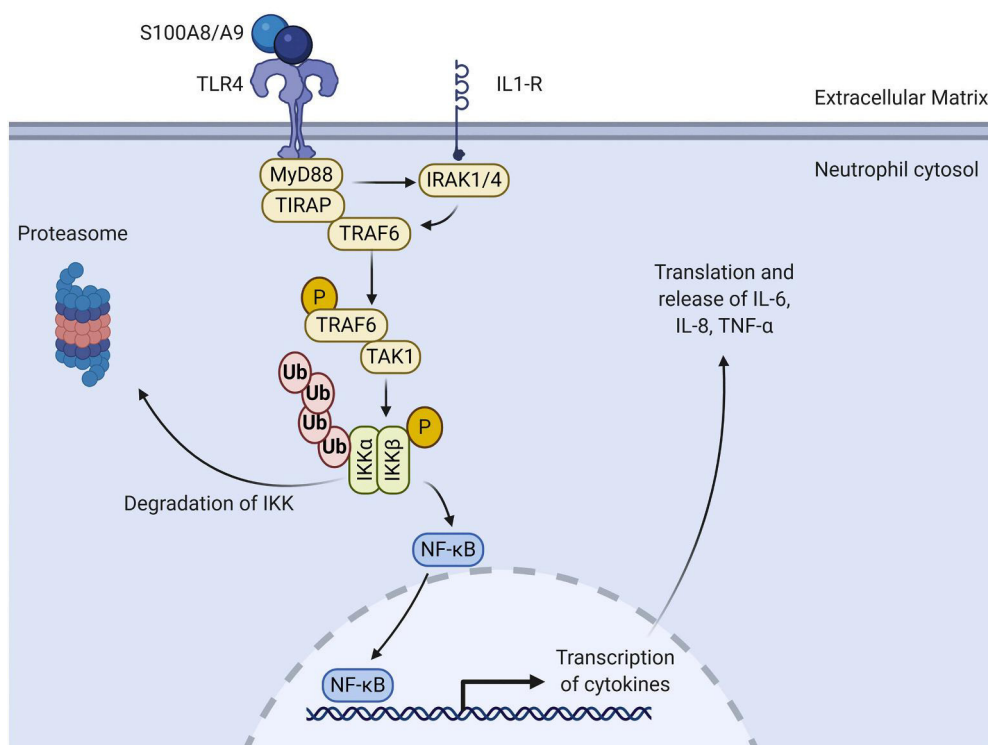 S100A8/A9
TLR4
IL1-R
Extracellular Matrix
Neutrophil cytosol
MyD88
IRAK1/4
TIRAP
TRAF6
Proteasome
P
TRAF6
TAK1
Translation and
release of IL-6,
IL-8, TNF-α
Ub
Ub
Ub
Ub
IKKα
IKKβ
P
Degradation of IKK
NF-κB
NF-κB
Transcription
of cytokines